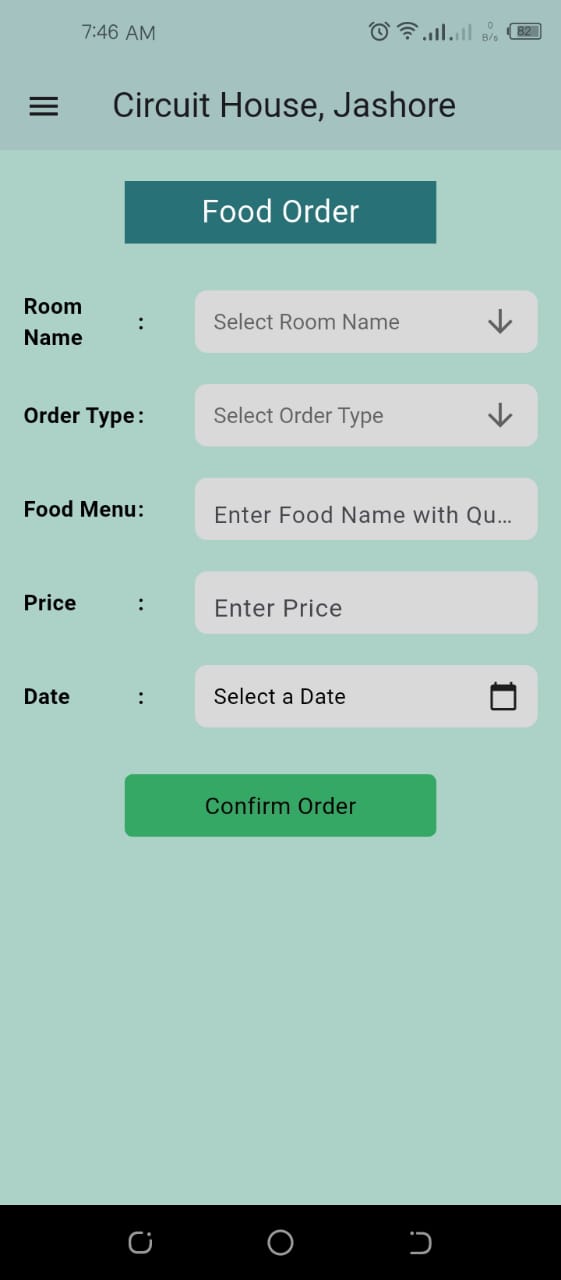 7:46 AM
0
B/s
82
Circuit House, Jashore
Food Order
Room
Name : Select Room Name
Order Type : Select Order Type
Food Menu : Enter Food Name with Qu...
Price : Enter Price
Date : Select a Date
Confirm Order